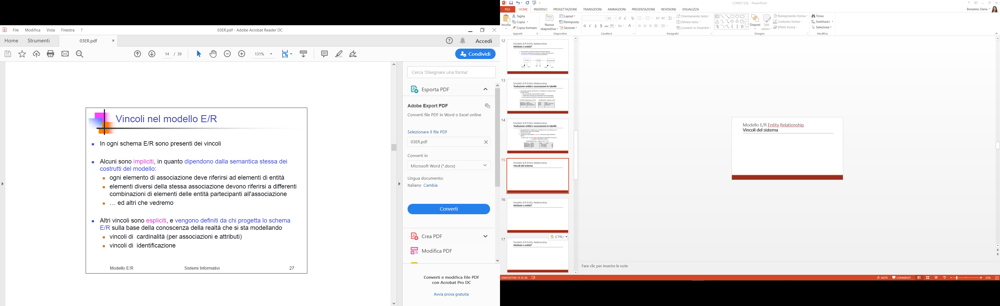 File Modifica Vista Finestra ?
03ER.pdf - Adobe Acrobat Reader DC
Home Strumenti 03ER.pdf ×
Accedi
14 / 39
131%
Condividi
Vincoli nel modello E/R
In ogni schema E/R sono presenti dei vincoli
Alcuni sono impliciti, in quanto dipendono dalla semantica stessa dei
costrutti del modello:
ogni elemento di associazione deve riferirsi ad elementi di entità
elementi diversi della stessa associazione devono riferirsi a differenti
combinazioni di elementi delle entità partecipanti all'associazione
… ed altri che vedremo
Altri vincoli sono espliciti, e vengono definiti da chi progetta lo schema
E/R sulla base della conoscenza della realtà che si sta modellando
vincoli di cardinalità (per associazioni e attributi)
vincoli di identificazione
Modello E/R Sistemi Informativi 27
Cerca 'Disegnare una forma'
Esporta PDF
Adobe Export PDF
Converti file PDF in Word o Excel online
Selezionare il file PDF
03ER.pdf
Converti in
Microsoft Word (*.docx)
Lingua documento:
Italiano Cambia
Converti
Crea PDF
Modifica PDF
Converti e modifica file PDF
con Acrobat Pro DC
Avvia prova gratuita
CORSO SQL - PowerPoint
FILE HOME INSERISCI PROGETTAZIONE TRANSIZIONI ANIMAZIONI PRESENTAZIONE REVISIONE VISUALIZZA
Bonanno Daria
Incolla
Taglia
Copia
Copia formato
Appunti
Nuova
diapositiva
Layout
Reimposta
Sezione
Diapositive
43
G C S S abc AV Aa A
Carattere
Orientamento testo
Allinea testo
Converti in SmartArt
Paragrafo
Disponi
Stili
veloci
Riempimento forma
Contorno forma
Effetti forma
Disegno
Trova
Sostituisci
Seleziona
Modifica
12
Modello E/R Entity Relationship
Attributi o entità?
13
Modello E/R Entity Relationship
Traduzione entità e associazioni in tabelle
14
Modello E/R Entity Relationship
Traduzione entità e associazioni in tabelle
15
Modello E/R Entity Relationship
Vincoli del sistema
16
Modello E/R Entity Relationship
Attributi o entità?
(CTRL)
17
Modello E/R Entity Relationship
Attributi o entità?
Modello E/R Entity Relationship
Vincoli del sistema
Fare clic per inserire le note
DIAPOSITIVA 15 DI 28
NOTE COMMENTI 33%